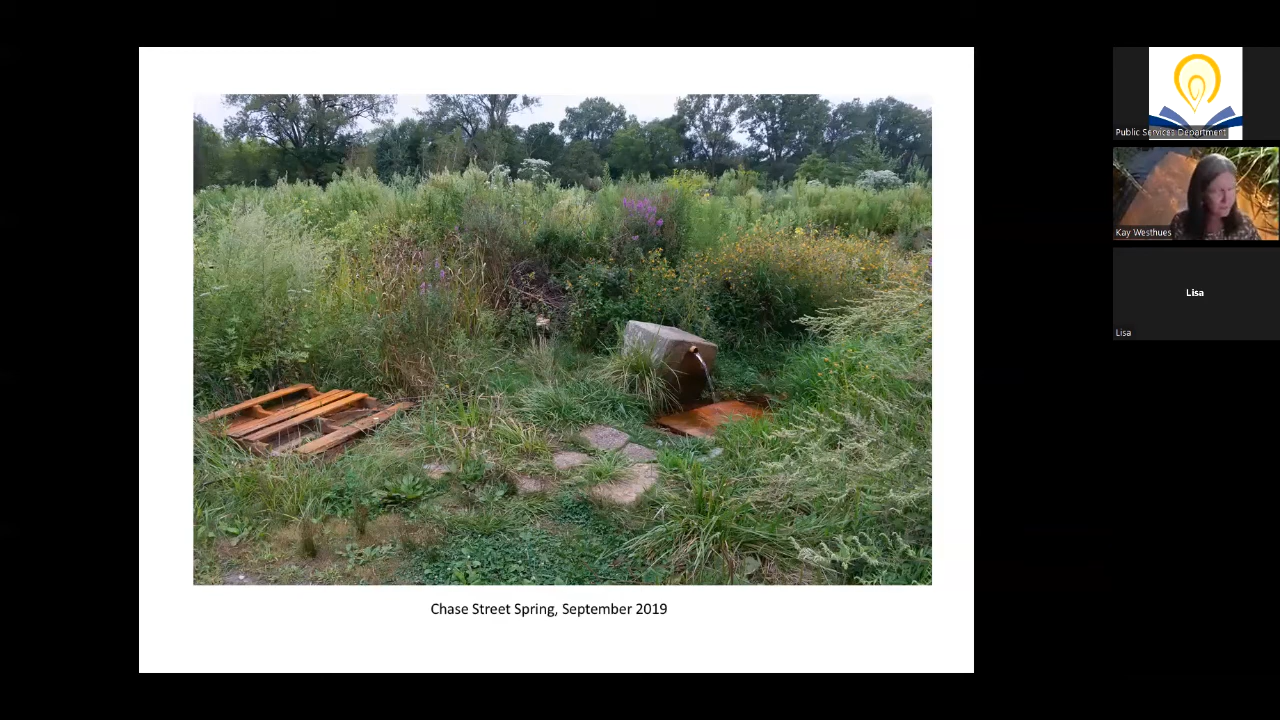 Public Services Department
Kay Westhues
Lisa
Lisa
Chase Street Spring, September 2019